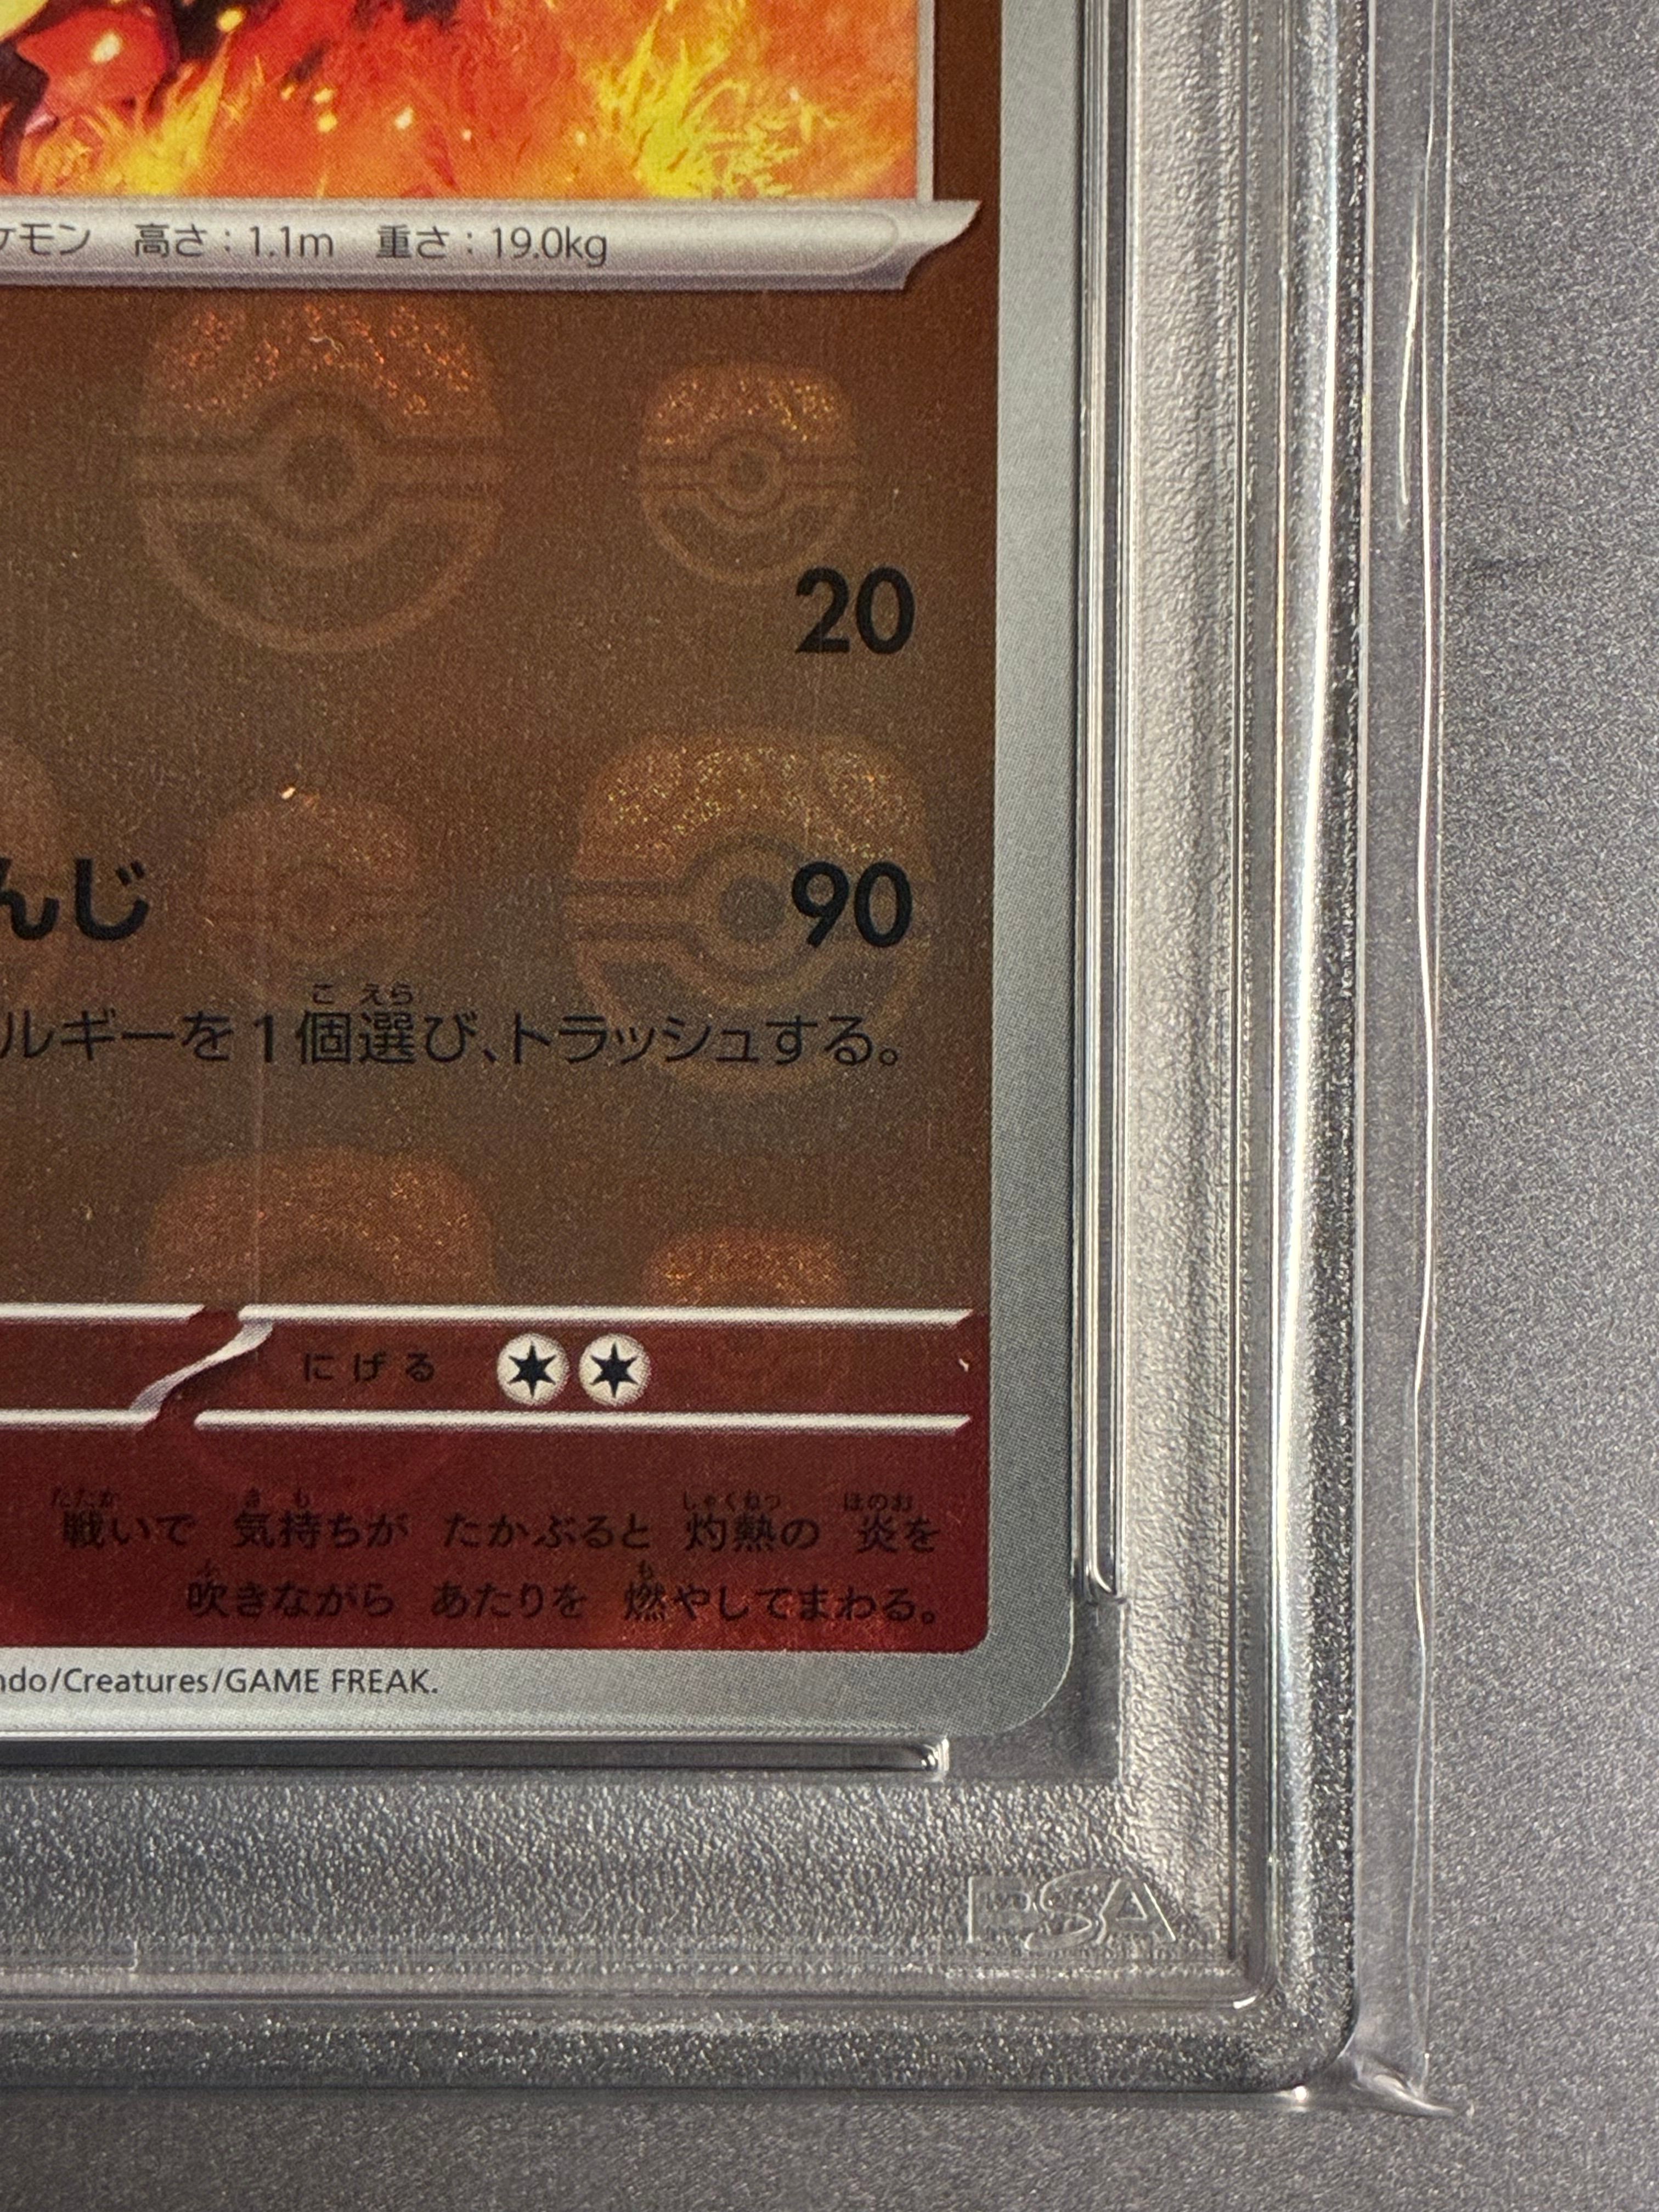 ケモン 高さ：1.1m 重さ：19.0kg
20
んじ 90
こ えら
ルギーを1個選び、トラッシュする。
にげる
たたか き も しゃくねつ ほのお
戦いで 気持ちが たかぶると 灼熱の 炎を
ふ も
吹きながら あたりを 燃やしてまわる。
ndo/Creatures/GAME FREAK.
PSA